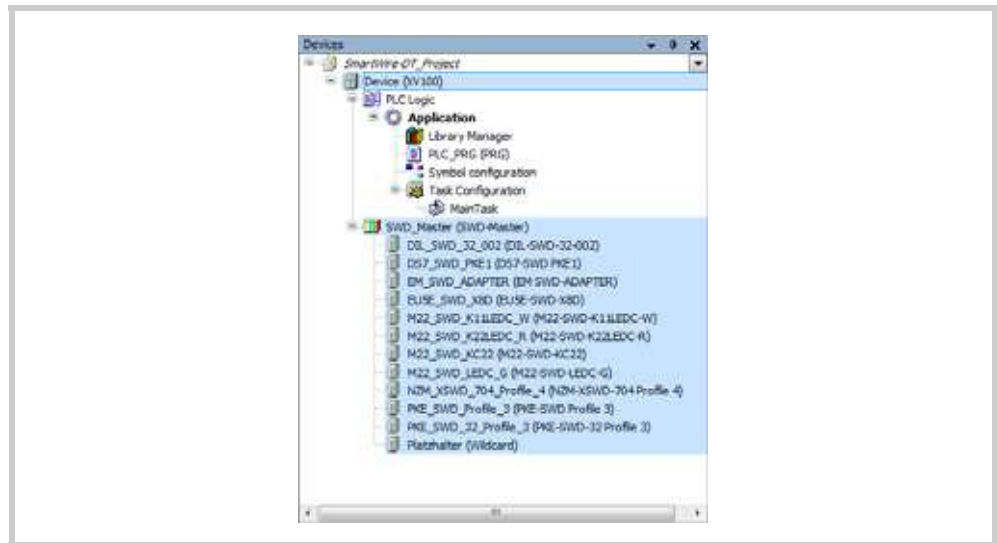 Devices
SmartWire-DT_Project
Device (XV100)
PLC Logic
Application
Library Manager
PLC_PRG (PRG)
Symbol configuration
Task Configuration
MainTask
SWD_Master (SWD-Master)
DIL_SWD_32_002 (DIL-SWD-32-002)
DS7_SWD_PKE1 (DS7-SWD PKE1)
EM_SWD_ADAPTER (EM SWD-ADAPTER)
EU5E_SWD_X8D (EU5E-SWD-X8D)
M22_SWD_K11LEDC_W (M22-SWD-K11LEDC-W)
M22_SWD_K22LEDC_R (M22-SWD-K22LEDC-R)
M22_SWD_KC22 (M22-SWD-KC22)
M22_SWD_LEDC_G (M22-SWD-LEDC-G)
NZM_XSWD_704_Profile_4 (NZM-XSWD-704 Profile 4)
PKE_SWD_Profile_3 (PKE-SWD Profile 3)
PKE_SWD_32_Profile_3 (PKE-SWD-32 Profile 3)
Platzhalter (Wildcard)